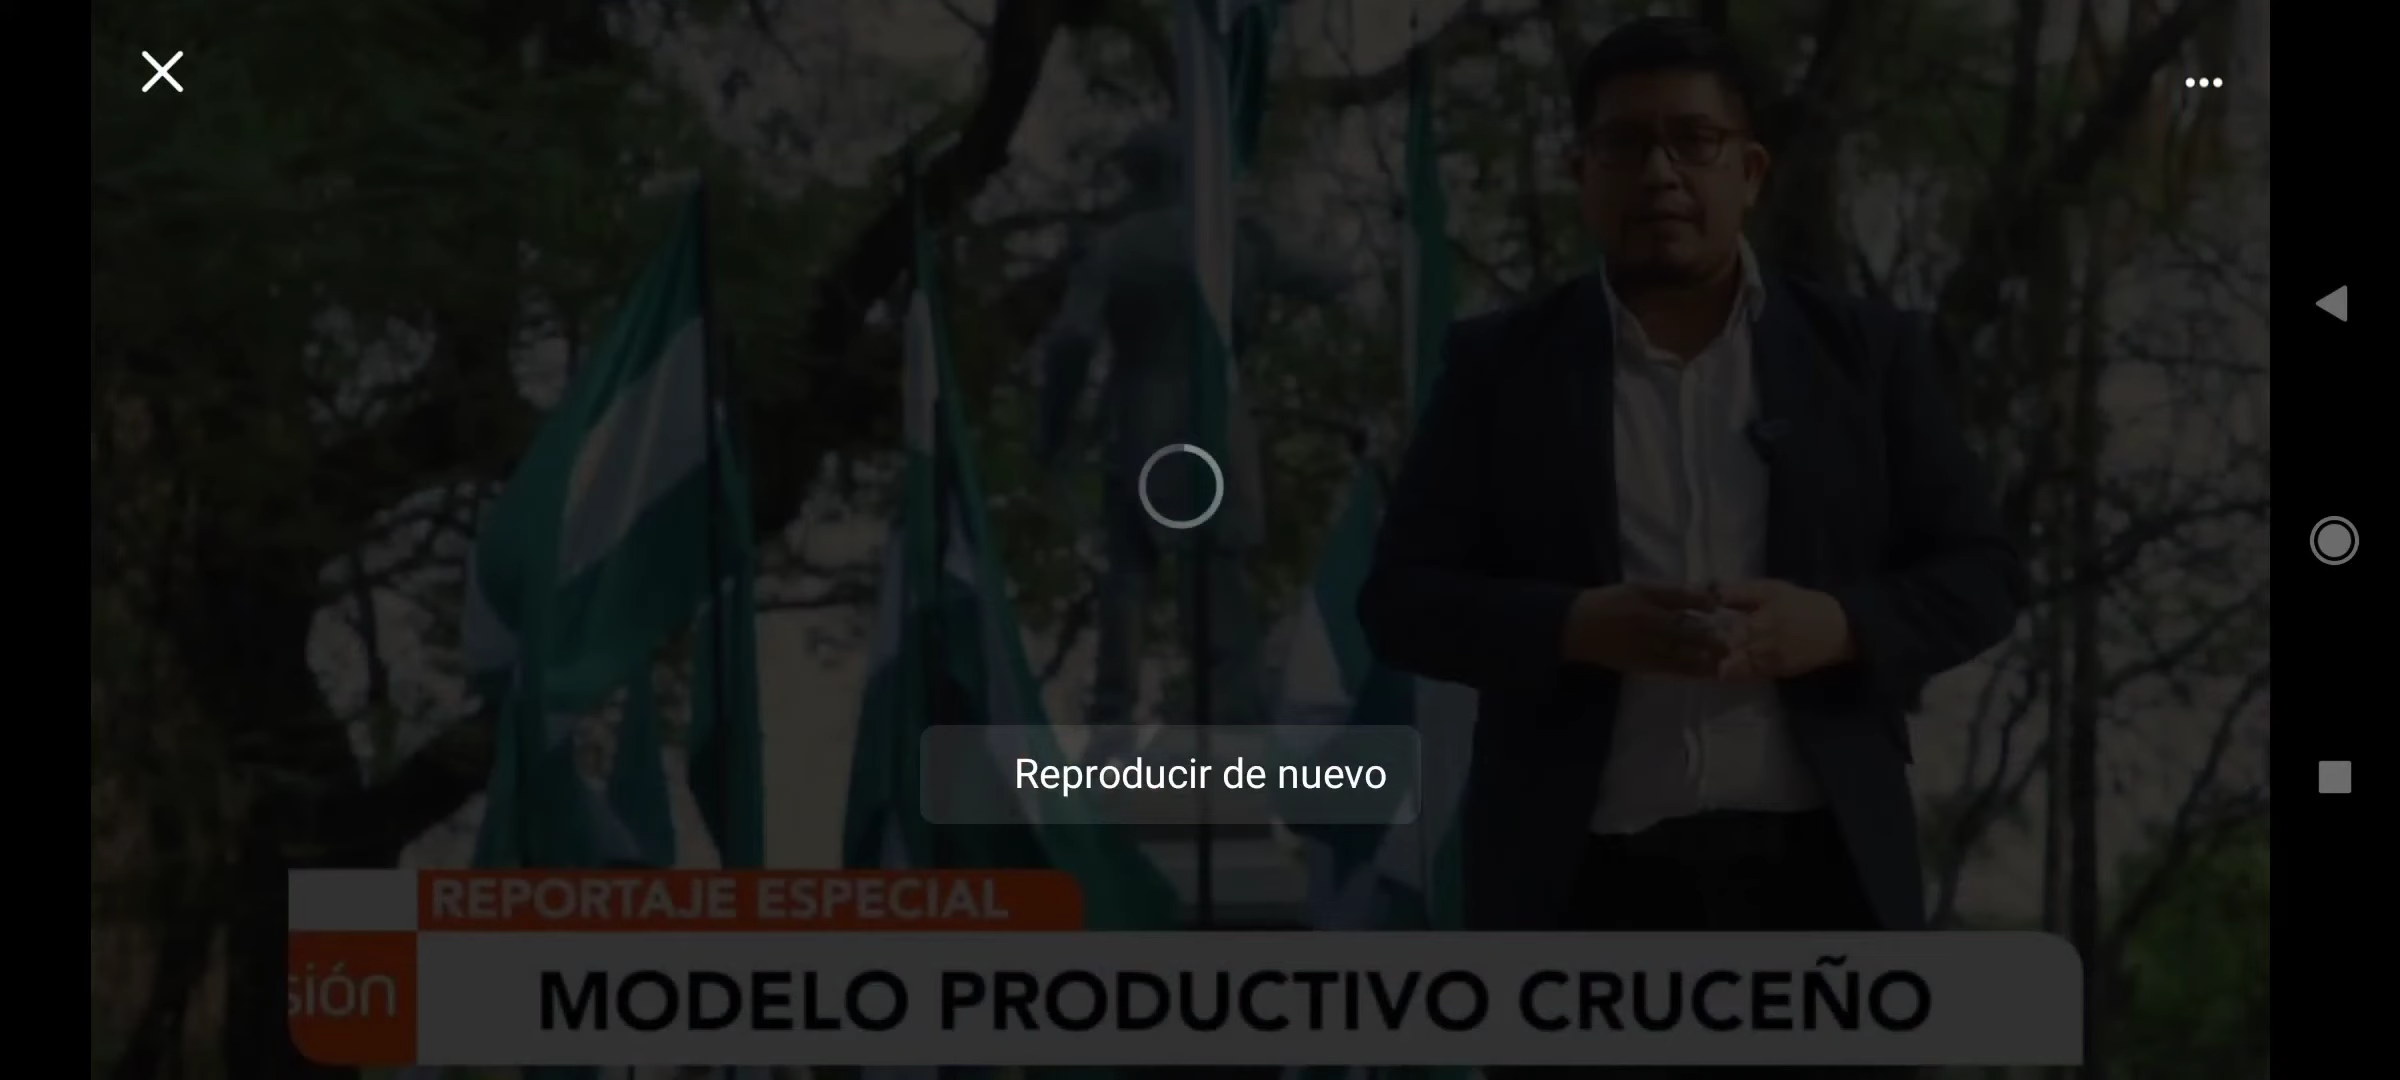 Reproducir de nuevo
REPORTAJE ESPECIAL
sión
MODELO PRODUCTIVO CRUCEÑO